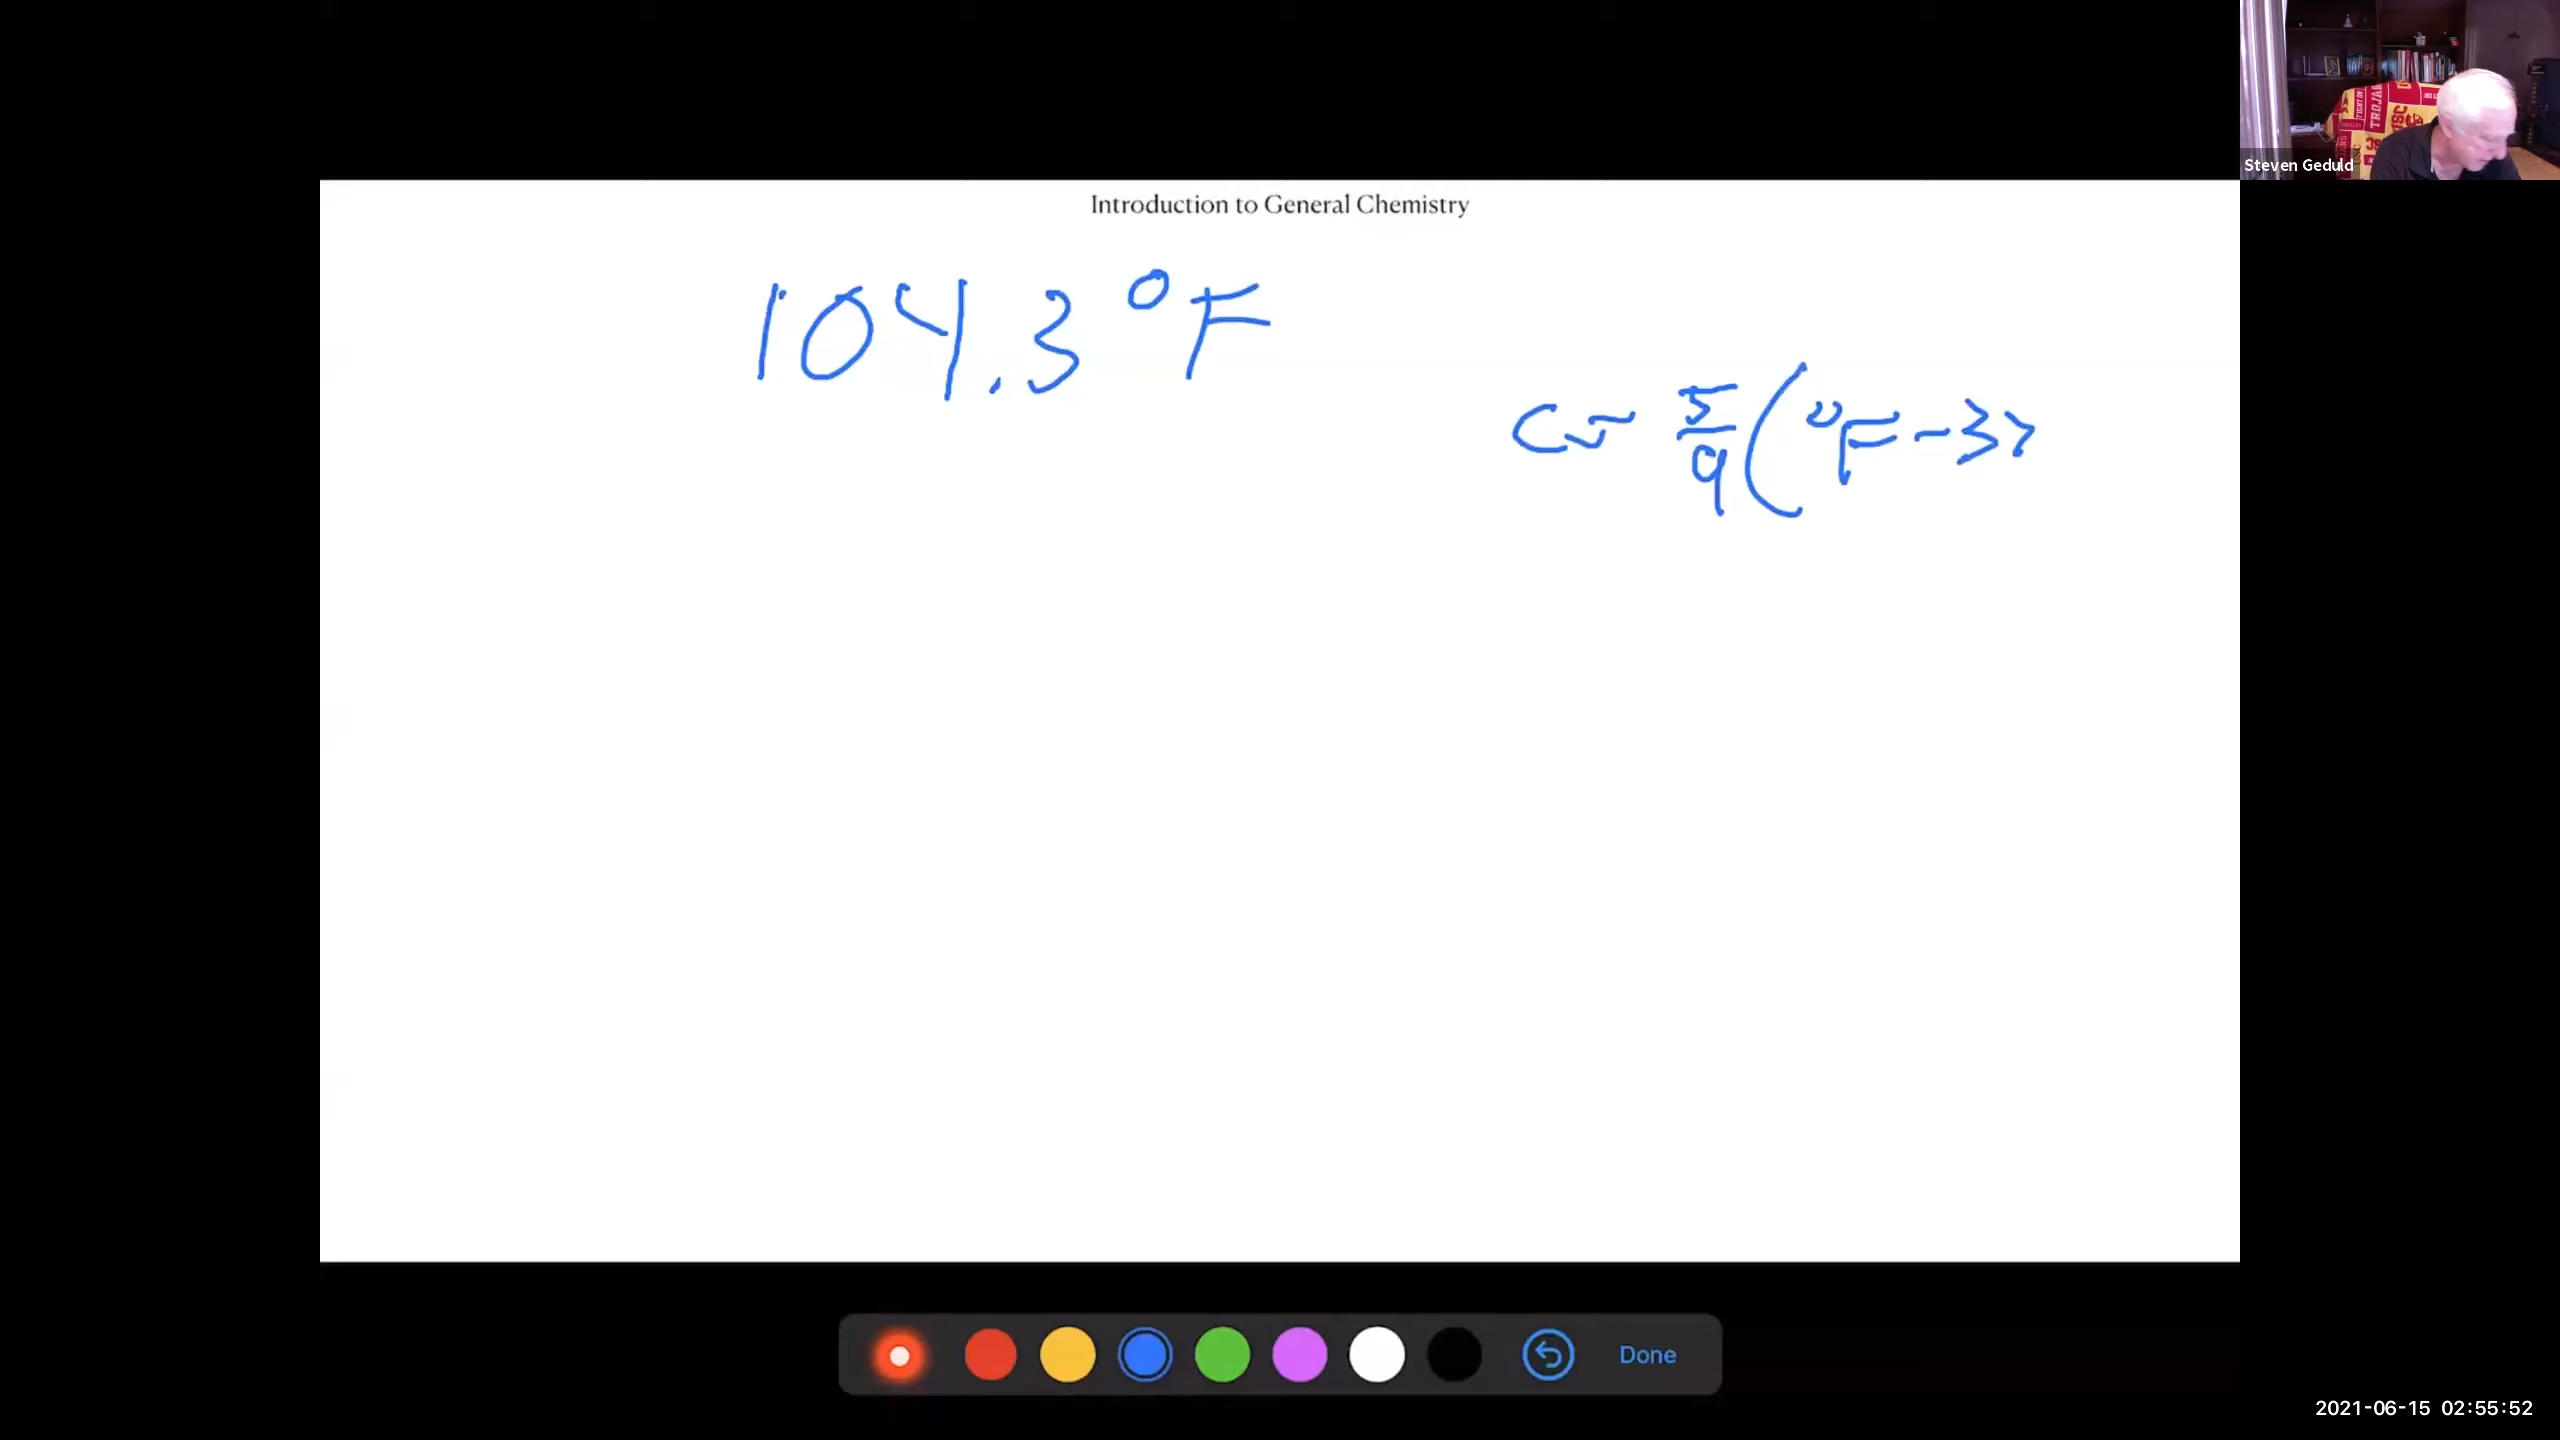 Steven Geduld
Introduction to General Chemistry
104.3 °F
C = 5/9 (°F - 32
Done
2021-06-15 02:55:52